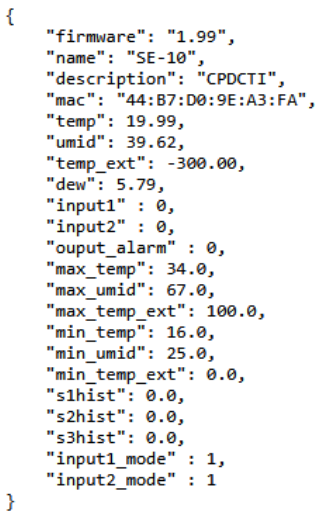 {
    "firmware": "1.99",
    "name": "SE-10",
    "description": "CPDCTI",
    "mac": "44:B7:D0:9E:A3:FA",
    "temp": 19.99,
    "umid": 39.62,
    "temp_ext": -300.00,
    "dew": 5.79,
    "input1" : 0,
    "input2" : 0,
    "ouput_alarm" : 0,
    "max_temp": 34.0,
    "max_umid": 67.0,
    "max_temp_ext": 100.0,
    "min_temp": 16.0,
    "min_umid": 25.0,
    "min_temp_ext": 0.0,
    "s1hist": 0.0,
    "s2hist": 0.0,
    "s3hist": 0.0,
    "input1_mode" : 1,
    "input2_mode" : 1
}